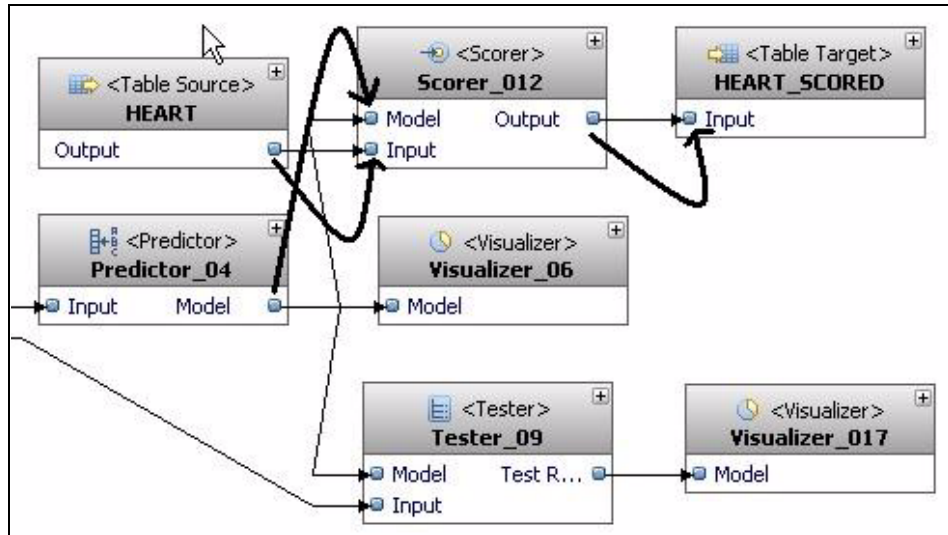 <Table Source>
HEART
Output
<Scorer>
Scorer_012
Model Output
Input
<Table Target>
HEART_SCORED
Input
<Predictor>
Predictor_04
Input Model
<Visualizer>
Visualizer_06
Model
<Tester>
Tester_09
Model Test R...
Input
<Visualizer>
Visualizer_017
Model